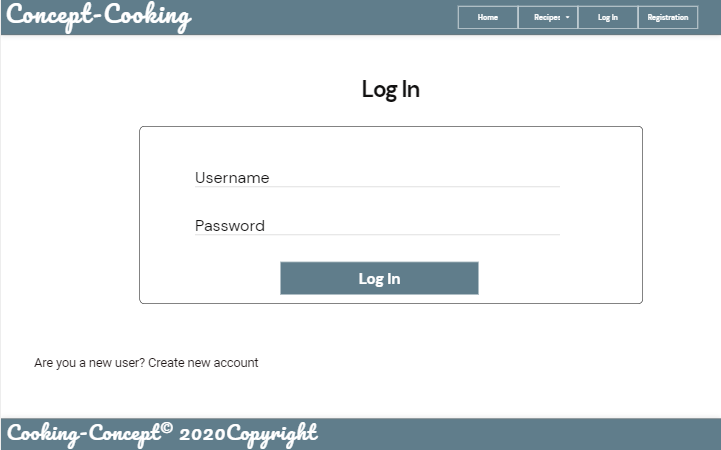 Concept-Cooking
Home Recipes Log In Registration
Log In
Username
Password
Log In
Are you a new user? Create new account
Cooking-Concept© 2020Copyright